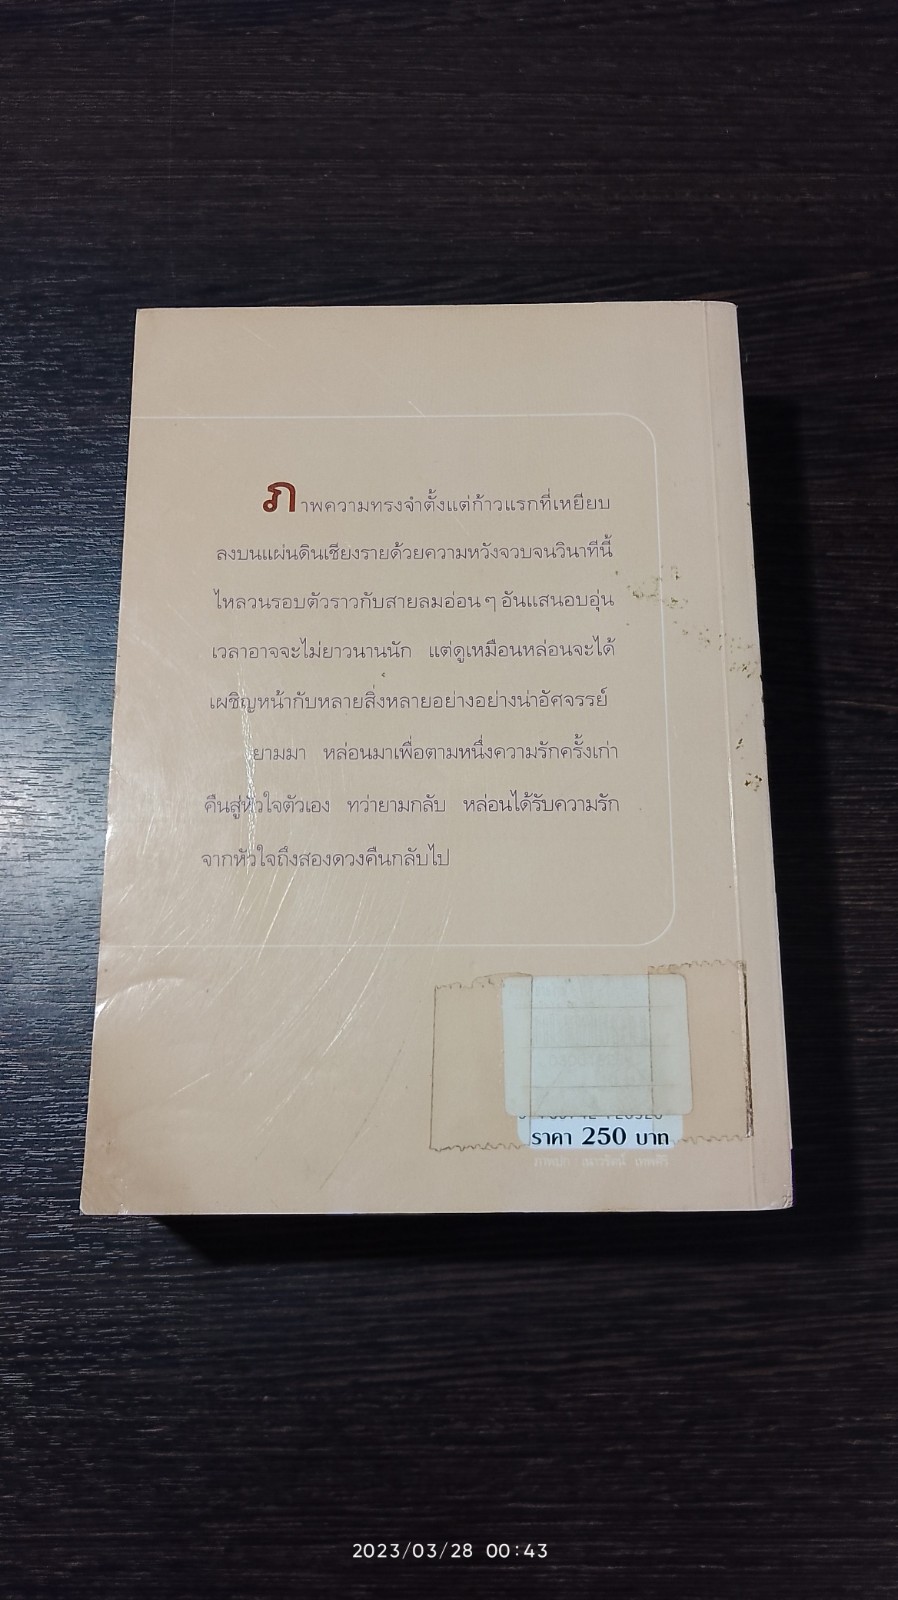 ภาพความทรงจำตั้งแต่ก้าวแรกที่เหยียบ
ลงบนแผ่นดินเชียงรายด้วยความหวังจวบจนวินาทีนี้
ไหลวนรอบตัวราวกับสายลมอ่อน ๆ อันแสนอบอุ่น
เวลาอาจจะไม่ยาวนานนัก แต่ดูเหมือนหล่อนจะได้
เผชิญหน้ากับหลายสิ่งหลายอย่างอย่างน่าอัศจรรย์
ยามมา หล่อนมาเพื่อตามหนึ่งความรักครั้งเก่า
คืนสู่หัวใจตัวเอง ทว่ายามกลับ หล่อนได้รับความรัก
จากหัวใจถึงสองดวงคืนกลับไป
ราคา 250 บาท
ภาพปก
2023/03/28 00:43